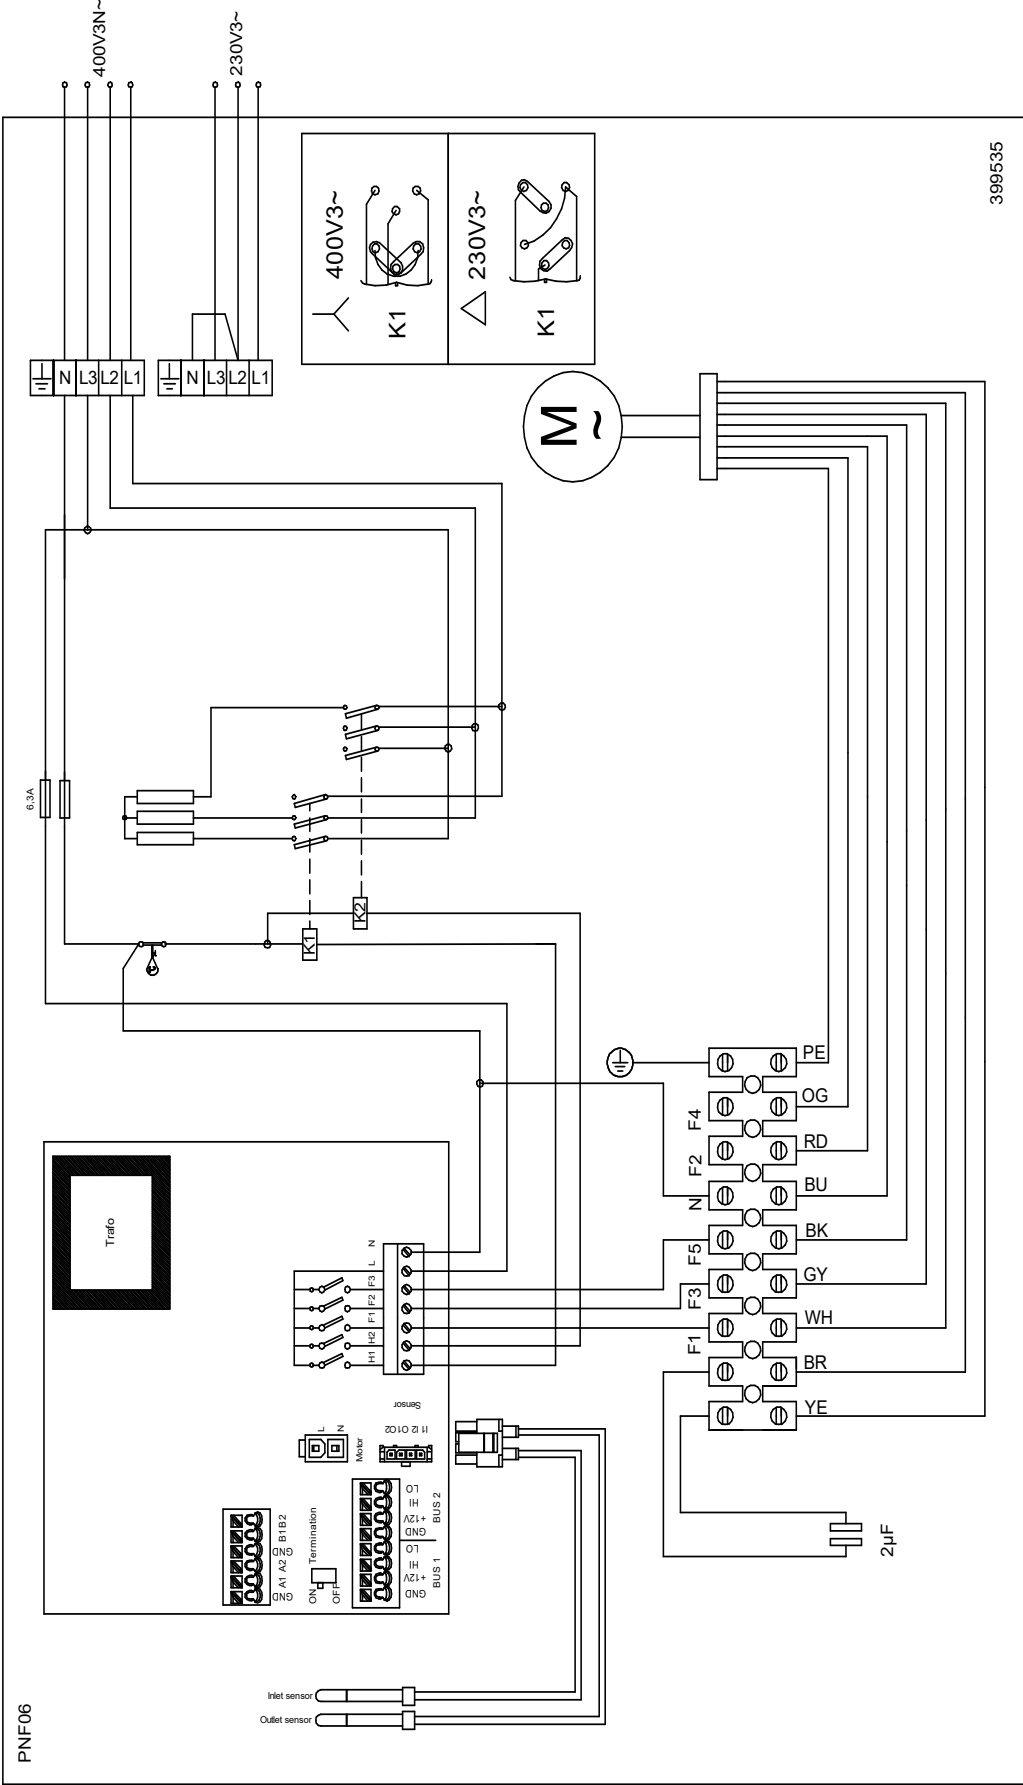 PNF06
399535
400V3N~
230V3~
N
L3
L2
L1
N
L3
L2
L1
400V3~
K1
230V3~
K1
M
~
6,3A
K1
K2
Trafo
H1
H2
F1
F2
F3
L
N
L
N
Motor
Sensor
I1 I2 O1O2
GND
A1
A2
GND
B1
B2
Termination
ON
OFF
GND
+12V
HI
LO
GND
+12V
HI
LO
BUS 1
BUS 2
Inlet sensor
Outlet sensor
F1
F3
F5
N
F2
F4
YE
BR
WH
GY
BK
BU
RD
OG
PE
2µF